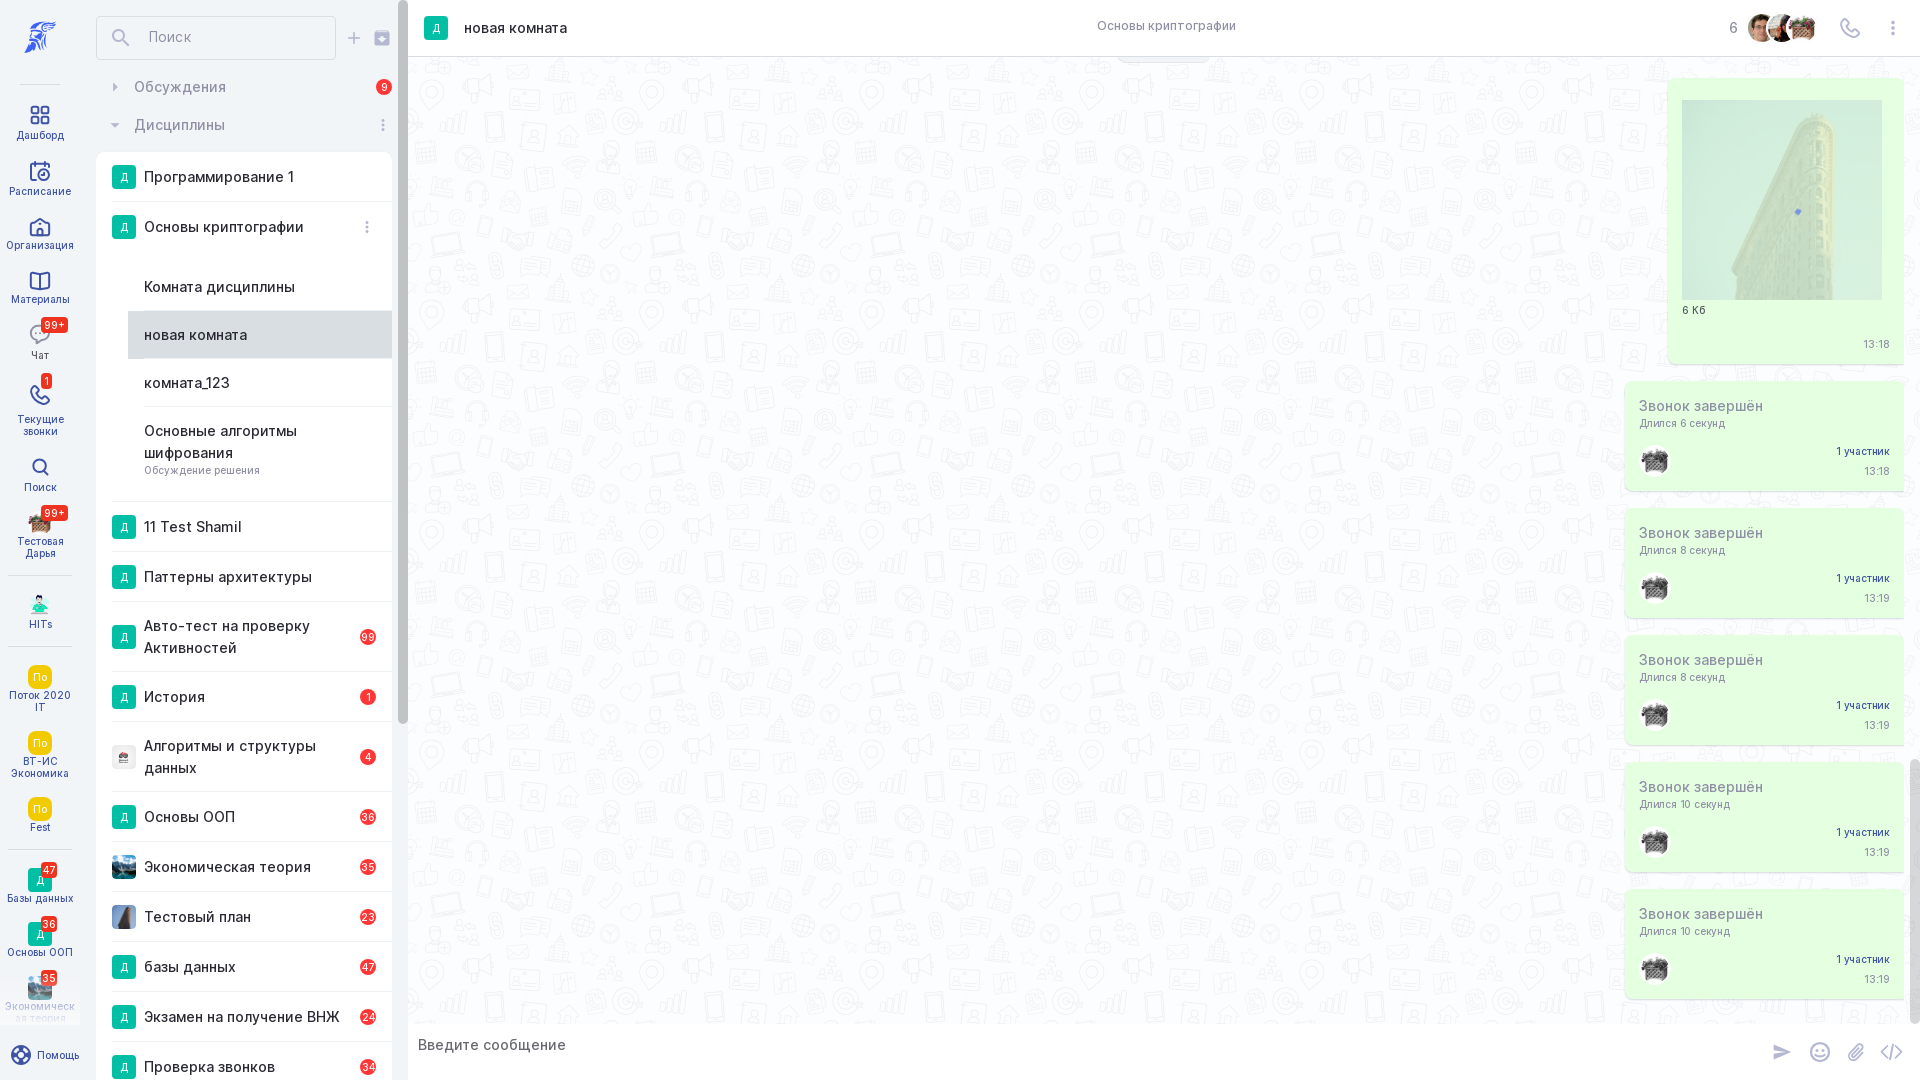 Дашборд
Расписание
Организация
Материалы
99+
Чат
1
Текущие
звонки
Поиск
99+
Тестовая
Дарья
HITs
По
Поток 2020
IT
По
ВТ-ИС
Экономика
По
Fest
47
Д
Базы данных
36
Д
Основы ООП
35
Экономическ
ая теория
Помощь
Поиск
Обсуждения
9
Дисциплины
Д
Программирование 1
Д
Основы криптографии
Комната дисциплины
новая комната
комната_123
Основные алгоритмы
шифрования
Обсуждение решения
Д
11 Test Shamil
Д
Паттерны архитектуры
Д
Авто-тест на проверку
Активностей
99
Д
История
1
Алгоритмы и структуры
данных
4
Д
Основы ООП
36
Экономическая теория
35
Тестовый план
23
Д
базы данных
47
Д
Экзамен на получение ВНЖ
24
Д
Проверка звонков
34
Д
новая комната
Основы криптографии
6
6 Кб
13:18
Звонок завершён
Длился 6 секунд
1 участник
13:18
Звонок завершён
Длился 8 секунд
1 участник
13:19
Звонок завершён
Длился 8 секунд
1 участник
13:19
Звонок завершён
Длился 10 секунд
1 участник
13:19
Звонок завершён
Длился 10 секунд
1 участник
13:19
Введите сообщение